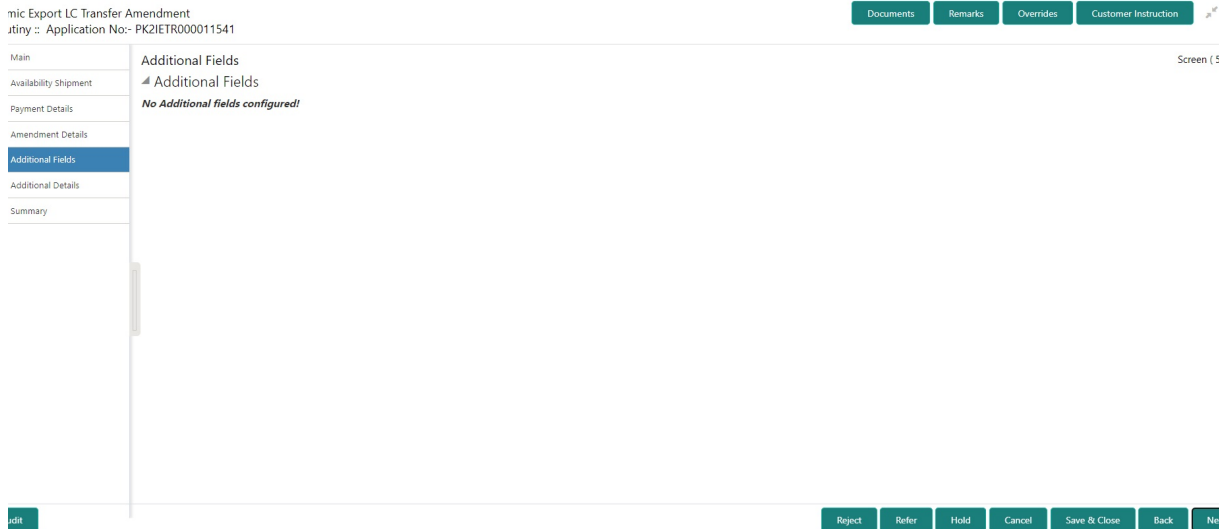 mic Export LC Transfer Amendment
utiny :: Application No:- PK2IETR000011541
Documents
Remarks
Overrides
Customer Instruction
Main
Availability Shipment
Payment Details
Amendment Details
Additional Fields
Additional Details
Summary
Additional Fields
Screen ( 5
Additional Fields
No Additional fields configured!
udit
Reject
Refer
Hold
Cancel
Save & Close
Back
Ne